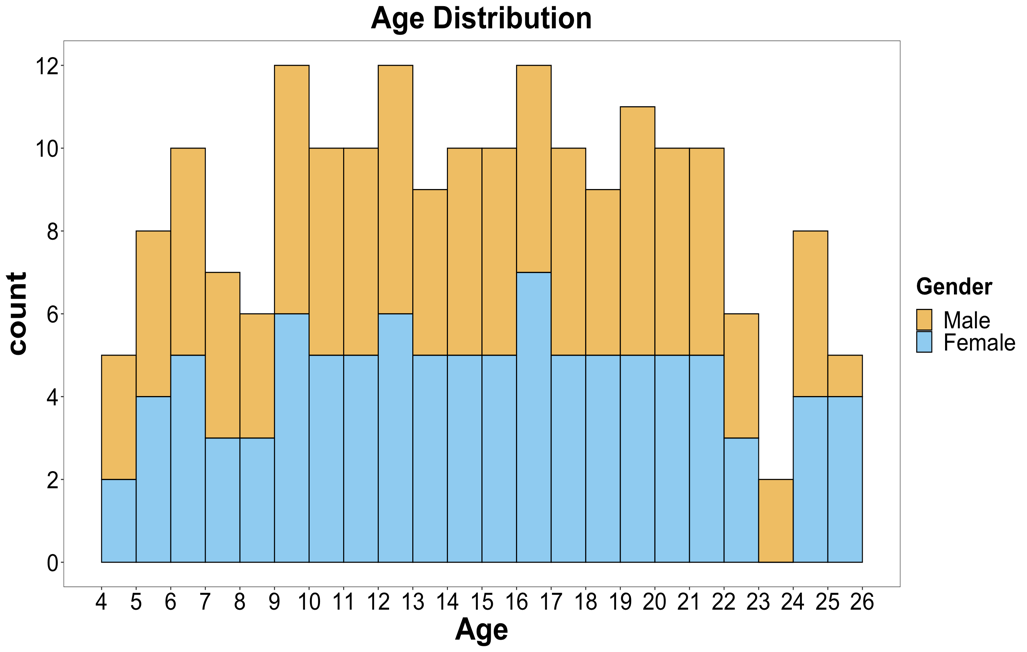 Age Distribution
count
12
10
8
6
4
2
0
4 5 6 7 8 9 10 11 12 13 14 15 16 17 18 19 20 21 22 23 24 25 26
Age
Gender
Male
Female